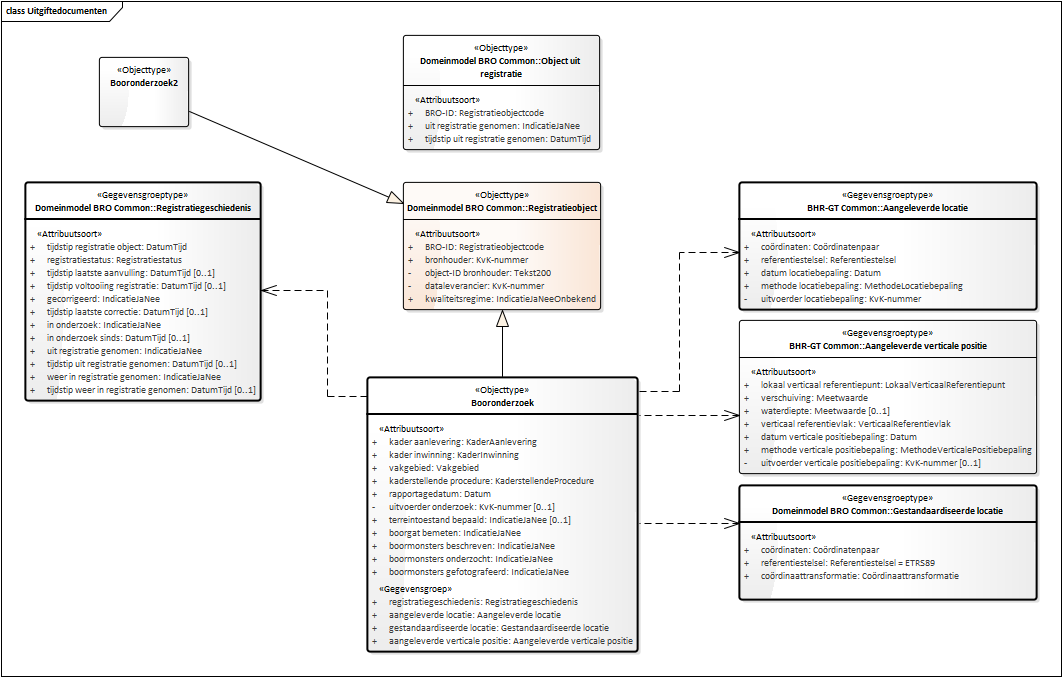 class Uitgiftedocumenten
«Objecttype»
Booronderzoek2
«Objecttype»
Domeinmodel BRO Common::Object uit
registratie
«Attribuutsoort»
+ BRO-ID: Registratieobjectcode
+ uit registratie genomen: IndicatieJaNee
+ tijdstip uit registratie genomen: DatumTijd
«Gegevensgroeptype»
Domeinmodel BRO Common::Registratiegeschiedenis
«Attribuutsoort»
+ tijdstip registratie object: DatumTijd
+ registratiestatus: Registratiestatus
+ tijdstip laatste aanvulling: DatumTijd [0..1]
+ tijdstip voltooiing registratie: DatumTijd [0..1]
+ gecorrigeerd: IndicatieJaNee
+ tijdstip laatste correctie: DatumTijd [0..1]
+ in onderzoek: IndicatieJaNee
+ in onderzoek sinds: DatumTijd [0..1]
+ uit registratie genomen: IndicatieJaNee
+ tijdstip uit registratie genomen: DatumTijd [0..1]
+ weer in registratie genomen: IndicatieJaNee
+ tijdstip weer in registratie genomen: DatumTijd [0..1]
«Objecttype»
Domeinmodel BRO Common::Registratieobject
«Attribuutsoort»
+ BRO-ID: Registratieobjectcode
+ bronhouder: KvK-nummer
- object-ID bronhouder: Tekst200
- dataleverancier: KvK-nummer
+ kwaliteitsregime: IndicatieJaNeeOnbekend
«Gegevensgroeptype»
BHR-GT Common::Aangeleverde locatie
«Attribuutsoort»
+ coördinaten: Coördinatenpaar
+ referentiestelsel: Referentiestelsel
+ datum locatiebepaling: Datum
+ methode locatiebepaling: MethodeLocatiebepaling
- uitvoerder locatiebepaling: KvK-nummer
«Gegevensgroeptype»
BHR-GT Common::Aangeleverde verticale positie
«Attribuutsoort»
+ lokaal verticaal referentiepunt: LokaalVerticaalReferentiepunt
+ verschuiving: Meetwaarde
+ waterdiepte: Meetwaarde [0..1]
+ verticaal referentievlak: VerticaalReferentievlak
+ datum verticale positiebepaling: Datum
+ methode verticale positiebepaling: MethodeVerticalePositiebepaling
- uitvoerder verticale positiebepaling: KvK-nummer [0..1]
«Objecttype»
Booronderzoek
«Attribuutsoort»
+ kader aanlevering: KaderAanlevering
+ kader inwinning: KaderInwinning
+ vakgebied: Vakgebied
+ kaderstellende procedure: KaderstellendeProcedure
+ rapportagedatum: Datum
- uitvoerder onderzoek: KvK-nummer [0..1]
+ terreintoestand bepaald: IndicatieJaNee [0..1]
+ boorgat bemeten: IndicatieJaNee
+ boormonsters beschreven: IndicatieJaNee
+ boormonsters onderzocht: IndicatieJaNee
+ boormonsters gefotografeerd: IndicatieJaNee
«Gegevensgroep»
+ registratiegeschiedenis: Registratiegeschiedenis
+ aangeleverde locatie: Aangeleverde locatie
+ gestandaardiseerde locatie: Gestandaardiseerde locatie
+ aangeleverde verticale positie: Aangeleverde verticale positie
«Gegevensgroeptype»
Domeinmodel BRO Common::Gestandaardiseerde locatie
«Attribuutsoort»
+ coördinaten: Coördinatenpaar
+ referentiestelsel: Referentiestelsel = ETRS89
+ coördinaattransformatie: Coördinaattransformatie